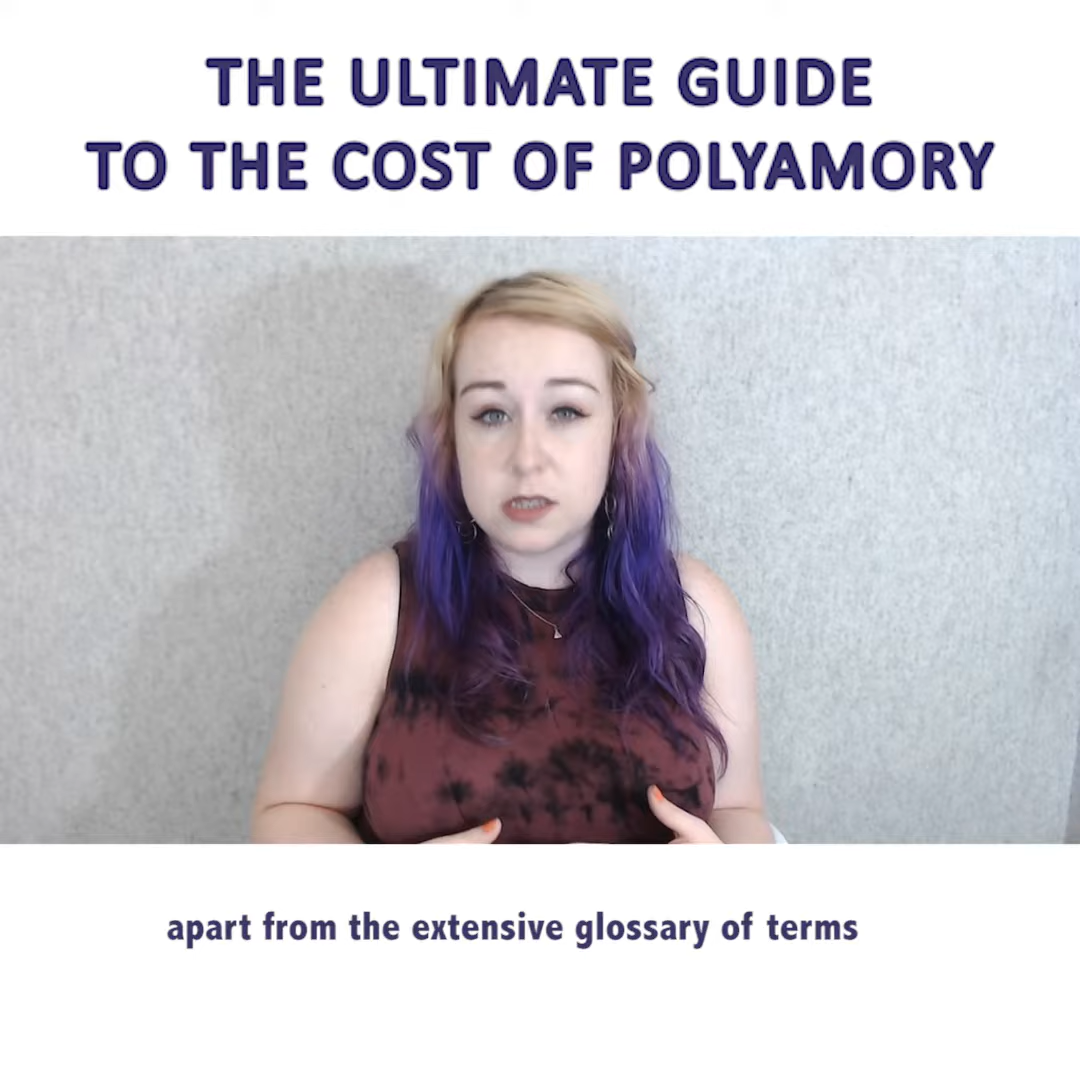 THE ULTIMATE GUIDE
TO THE COST OF POLYAMORY
apart from the extensive glossary of terms